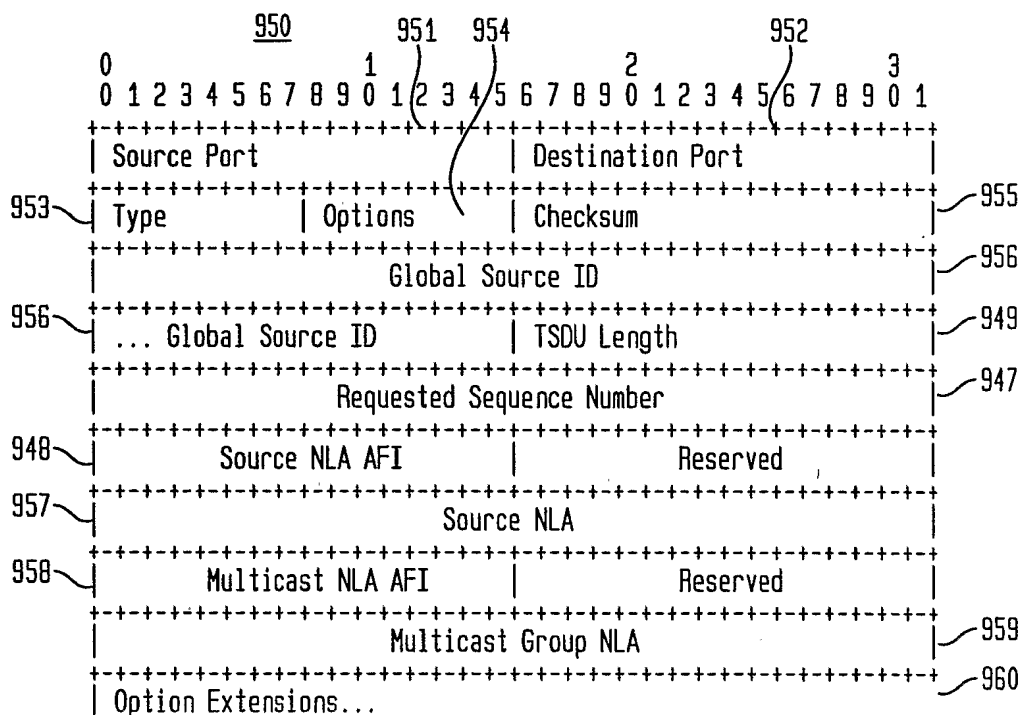 950 951 954 952
0 1 2 3
0 1 2 3 4 5 6 7 8 9 0 1 2 3 4 5 6 7 8 9 0 1 2 3 4 5 6 7 8 9 0 1
Source Port | Destination Port
953 | Type | Options | Checksum | 955
Global Source ID | 956
956 | ... Global Source ID | TSDU Length | 949
Requested Sequence Number | 947
948 | Source NLA AFI | Reserved
957 | Source NLA
958 | Multicast NLA AFI | Reserved
Multicast Group NLA | 959
960
Option Extensions...